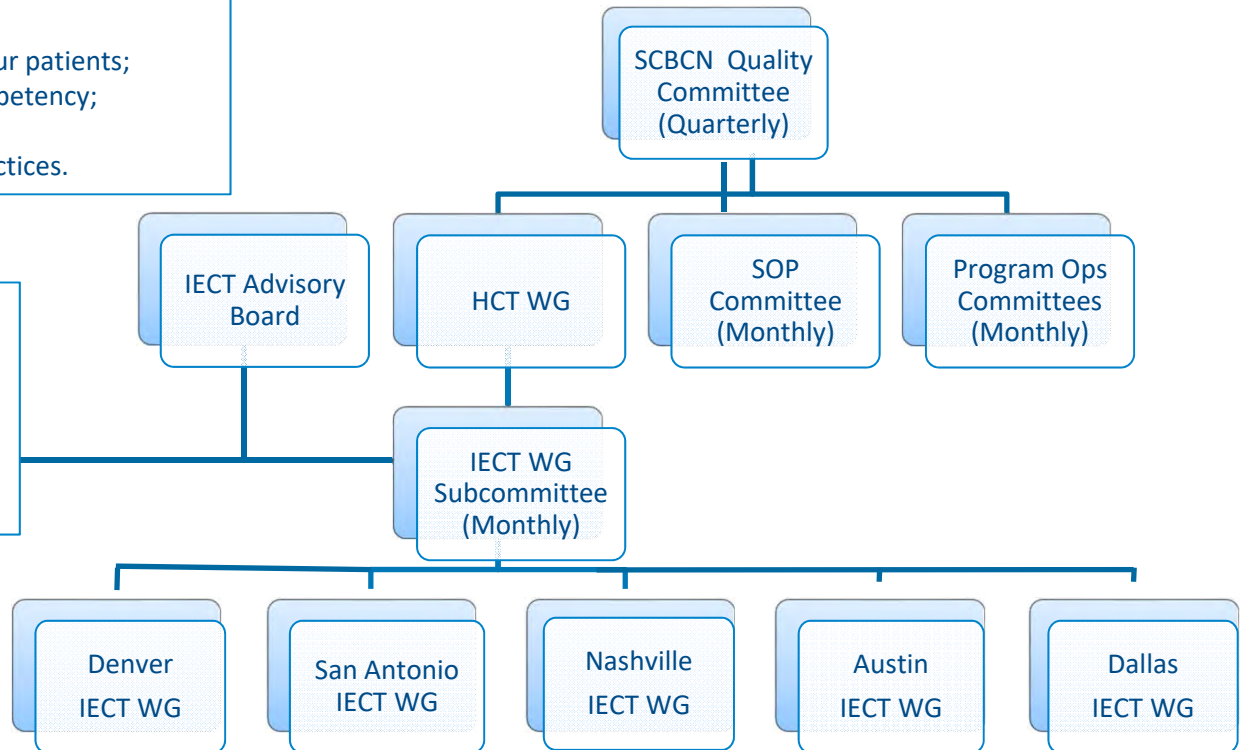 ur patients;
petency;
ctices.
SCBCN Quality
Committee
(Quarterly)
IECT Advisory
Board
HCT WG
SOP
Committee
(Monthly)
Program Ops
Committees
(Monthly)
IECT WG
Subcommittee
(Monthly)
Denver
IECT WG
San Antonio
IECT WG
Nashville
IECT WG
Austin
IECT WG
Dallas
IECT WG